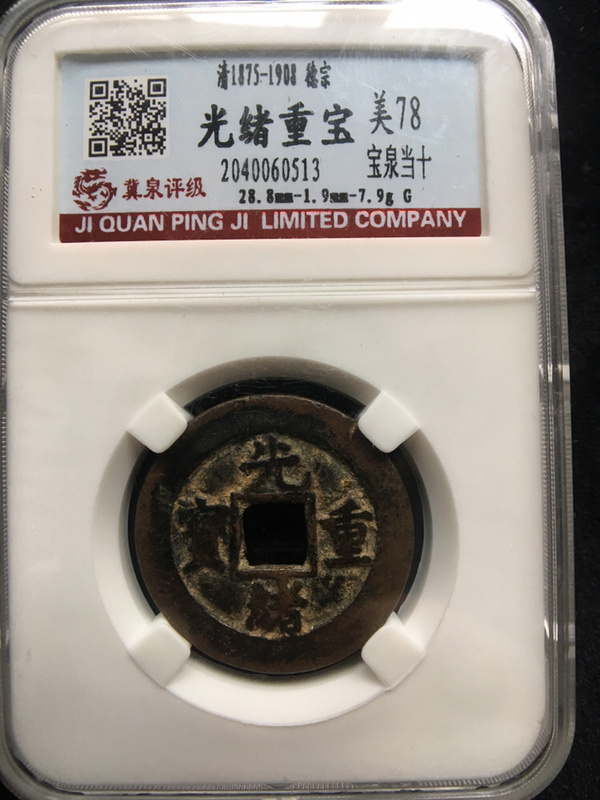 清1875-1908 德宗
光緒重宝 美78
2040060513 宝泉当十
冀泉评级 28.8mm-1.9mm-7.9g G
JI QUAN PING JI LIMITED COMPANY
光
寶 重
緒